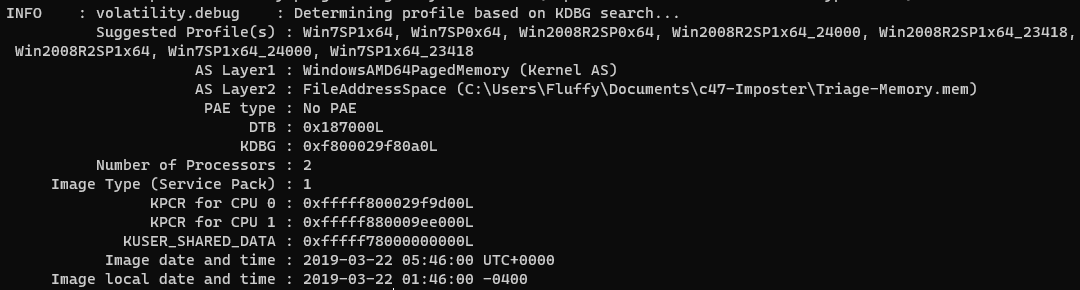 INFO    : volatility.debug    : Determining profile based on KDBG search...
Suggested Profile(s) : Win7SP1x64, Win7SP0x64, Win2008R2SP0x64, Win2008R2SP1x64_24000, Win2008R2SP1x64_23418,
Win2008R2SP1x64, Win7SP1x64_24000, Win7SP1x64_23418
AS Layer1 : WindowsAMD64PagedMemory (Kernel AS)
AS Layer2 : FileAddressSpace (C:\Users\Fluffy\Documents\c47-Imposter\Triage-Memory.mem)
PAE type : No PAE
DTB : 0x187000L
KDBG : 0xf800029f80a0L
Number of Processors : 2
Image Type (Service Pack) : 1
KPCR for CPU 0 : 0xfffff800029f9d00L
KPCR for CPU 1 : 0xfffff880009ee000L
KUSER_SHARED_DATA : 0xfffff78000000000L
Image date and time : 2019-03-22 05:46:00 UTC+0000
Image local date and time : 2019-03-22 01:46:00 -0400